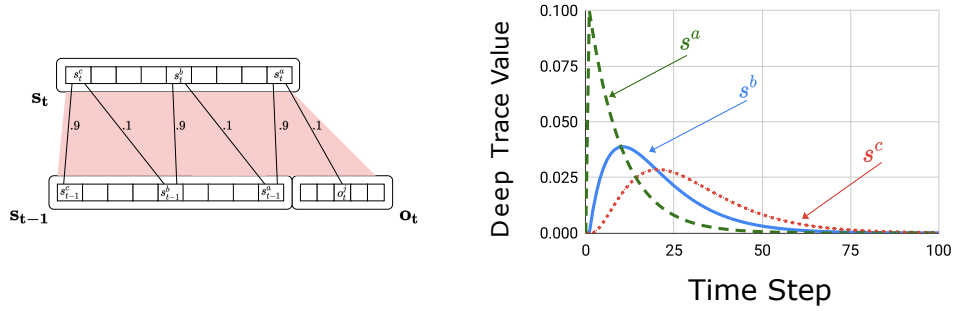 s_t^c s_t^b s_t^a
s_t
.9 .1 .9 .1 .9 .1
s_{t-1}^c s_{t-1}^b s_{t-1}^a o_t^j
s_{t-1} o_t
Deep Trace Value
0.100
0.075
0.050
0.025
0.000
s^a
s^b
s^c
0 25 50 75 100
Time Step